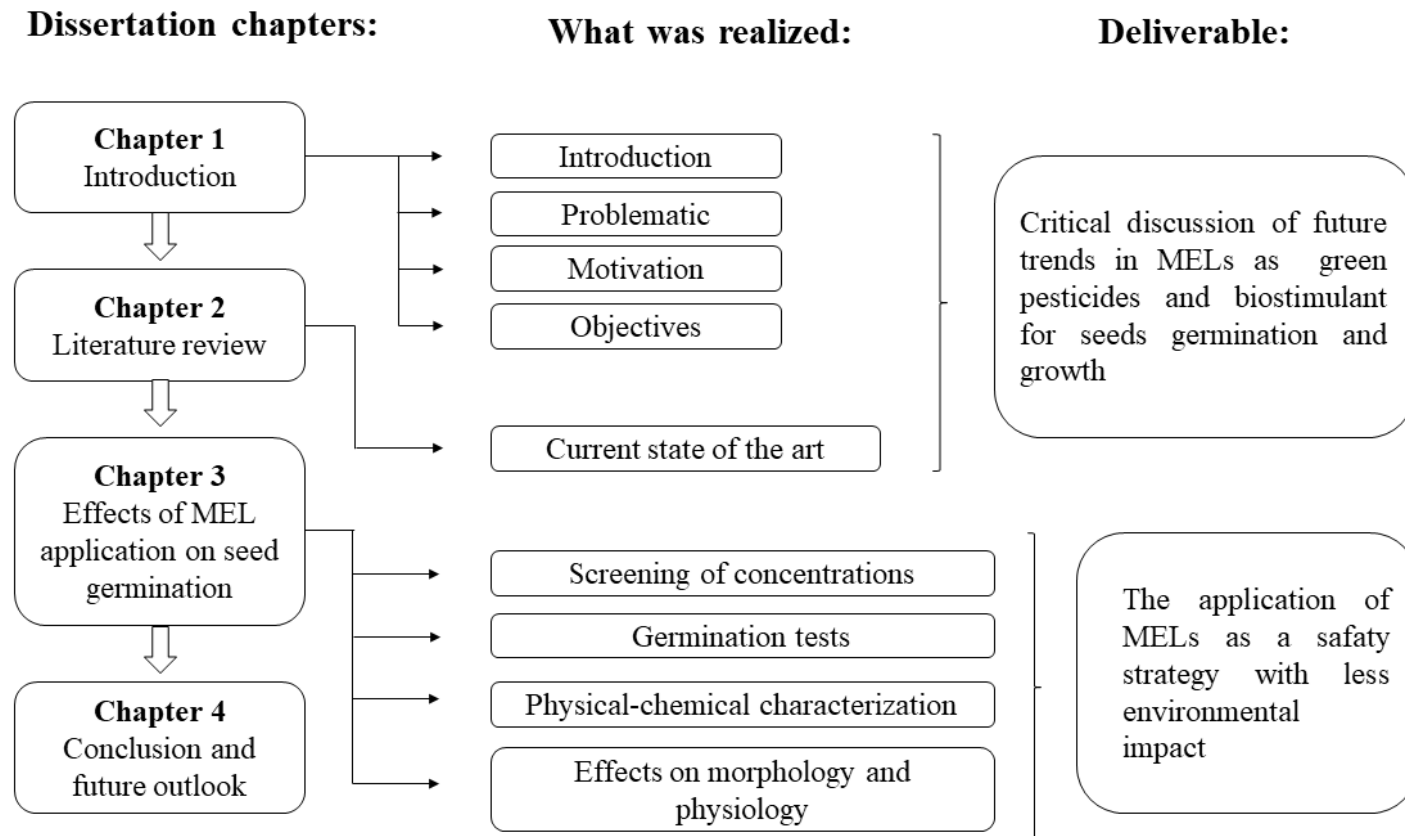 Dissertation chapters:
What was realized:
Deliverable:
Chapter 1
Introduction
Chapter 2
Literature review
Chapter 3
Effects of MEL
application on seed
germination
Chapter 4
Conclusion and
future outlook
Introduction
Problematic
Motivation
Objectives
Current state of the art
Screening of concentrations
Germination tests
Physical-chemical characterization
Effects on morphology and
physiology
Critical discussion of future
trends in MELs as green
pesticides and biostimulant
for seeds germination and
growth
The application of
MELs as a safaty
strategy with less
environmental
impact